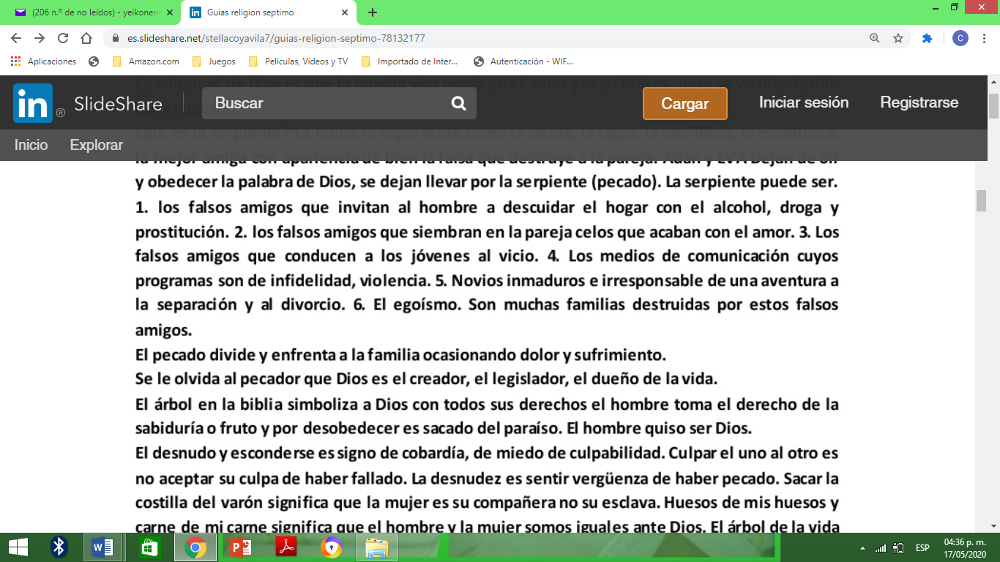 (206 n.º de no leídos) - yeikonen
Guias religion septimo
es.slideshare.net/stellacoyavila7/guias-religion-septimo-78132177
C
Aplicaciones
Amazon.com
Juegos
Peliculas, Videos y TV
Importado de Inter...
Autenticación - WIF...
La voluntad de Dios es que la familia viva unida en el amor y sean felices, pero se ve interferido
por el pecado.
in ® SlideShare
Buscar
Cargar
Iniciar sesión
Registrarse
Qué es la serpiente? La biblia la representa como la astuta, la sagaz, la envidiosa, la mentirosa,
Inicio
Explorar
la mejor amiga con apariencia de bien la falsa que destruye a la pareja. Adán y EVA Dejan de oír
y obedecer la palabra de Dios, se dejan llevar por la serpiente (pecado). La serpiente puede ser.
1. los falsos amigos que invitan al hombre a descuidar el hogar con el alcohol, droga y
prostitución. 2. los falsos amigos que siembran en la pareja celos que acaban con el amor. 3. Los
falsos amigos que conducen a los jóvenes al vicio. 4. Los medios de comunicación cuyos
programas son de infidelidad, violencia. 5. Novios inmaduros e irresponsable de una aventura a
la separación y al divorcio. 6. El egoísmo. Son muchas familias destruidas por estos falsos
amigos.
El pecado divide y enfrenta a la familia ocasionando dolor y sufrimiento.
Se le olvida al pecador que Dios es el creador, el legislador, el dueño de la vida.
El árbol en la biblia simboliza a Dios con todos sus derechos el hombre toma el derecho de la
sabiduría o fruto y por desobedecer es sacado del paraíso. El hombre quiso ser Dios.
El desnudo y esconderse es signo de cobardía, de miedo de culpabilidad. Culpar el uno al otro es
no aceptar su culpa de haber fallado. La desnudez es sentir vergüenza de haber pecado. Sacar la
costilla del varón significa que la mujer es su compañera no su esclava. Huesos de mis huesos y
carne de mi carne significa que el hombre y la mujer somos iguales ante Dios. El árbol de la vida
ESP
04:36 p. m.
17/05/2020